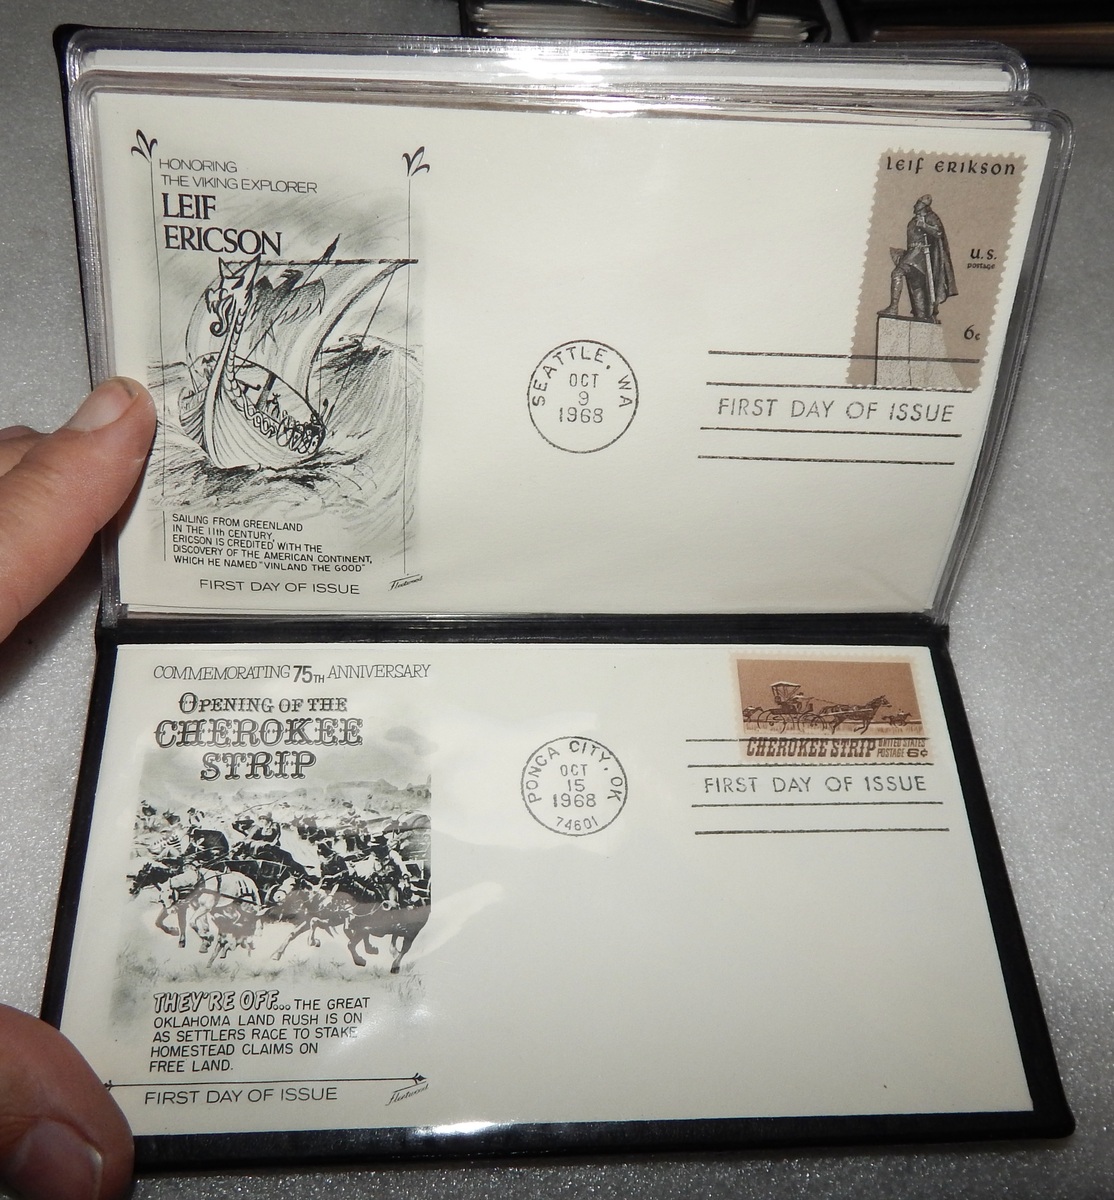 HONORING
THE VIKING EXPLORER
LEIF
ERICSON
SAILING FROM GREENLAND
IN THE 11th CENTURY,
ERICSON IS CREDITED WITH THE
DISCOVERY OF THE AMERICAN CONTINENT,
WHICH HE NAMED "VINLAND THE GOOD"
FIRST DAY OF ISSUE
Fleetwood
SEATTLE, WA
OCT
9
1968
LEIF ERIKSON
U.S.
POSTAGE
6c
FIRST DAY OF ISSUE
COMMEMORATING 75TH ANNIVERSARY
OPENING OF THE
CHEROKEE
STRIP
THEY'RE OFF... THE GREAT
OKLAHOMA LAND RUSH IS ON
AS SETTLERS RACE TO STAKE
HOMESTEAD CLAIMS ON
FREE LAND.
FIRST DAY OF ISSUE
Fleetwood
PONCA CITY, OK
OCT
15
1968
74601
CHEROKEE STRIP UNITED STATES
POSTAGE 6¢
FIRST DAY OF ISSUE